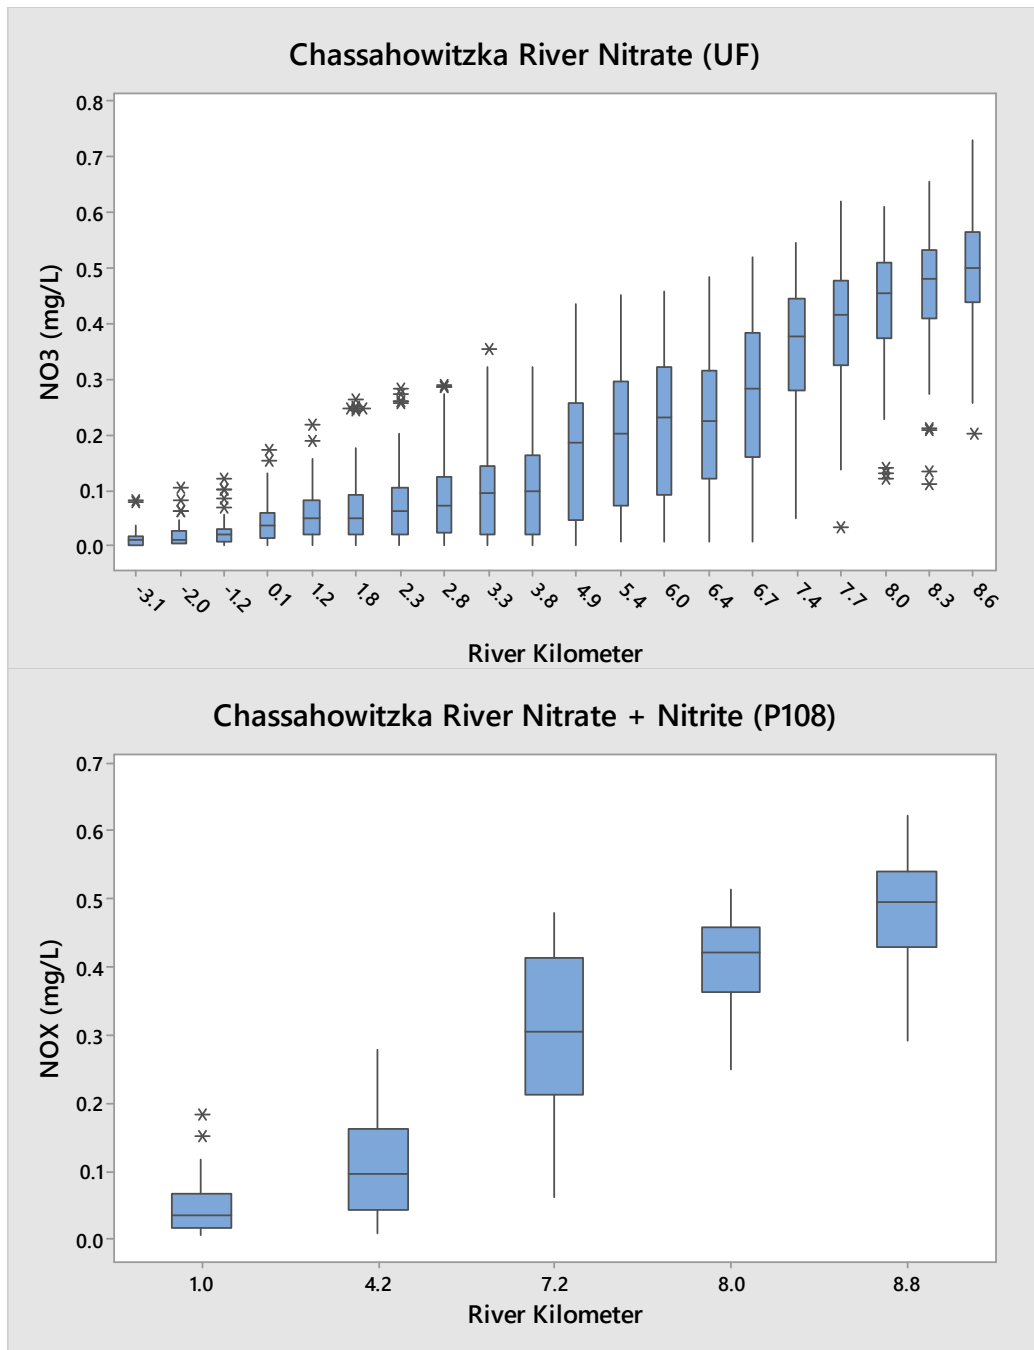 Chassahowitzka River Nitrate (UF)
NO3 (mg/L)
0.8
0.7
0.6
0.5
0.4
0.3
0.2
0.1
0.0
-3.1 -2.0 -1.2 0.1 1.2 1.8 2.3 2.8 3.3 3.8 4.9 5.4 6.0 6.4 6.7 7.4 7.7 8.0 8.3 8.6
River Kilometer
Chassahowitzka River Nitrate + Nitrite (P108)
NOX (mg/L)
0.7
0.6
0.5
0.4
0.3
0.2
0.1
0.0
1.0 4.2 7.2 8.0 8.8
River Kilometer